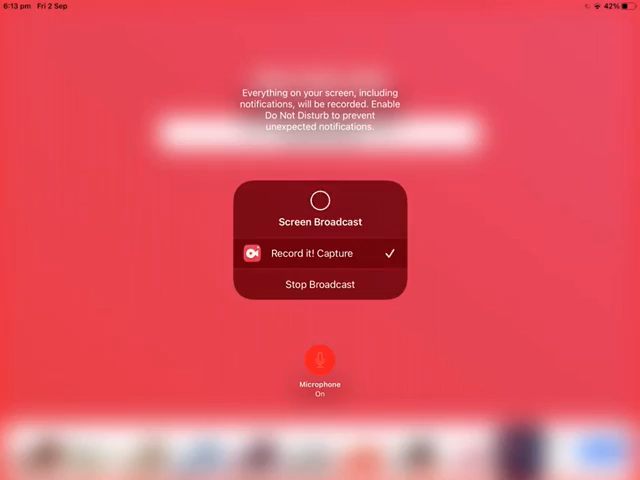 6:13 pm Fri 2 Sep
42%
Everything on your screen, including
notifications, will be recorded. Enable
Do Not Disturb to prevent
unexpected notifications.
Screen Broadcast
Record it! Capture
Stop Broadcast
Microphone
On